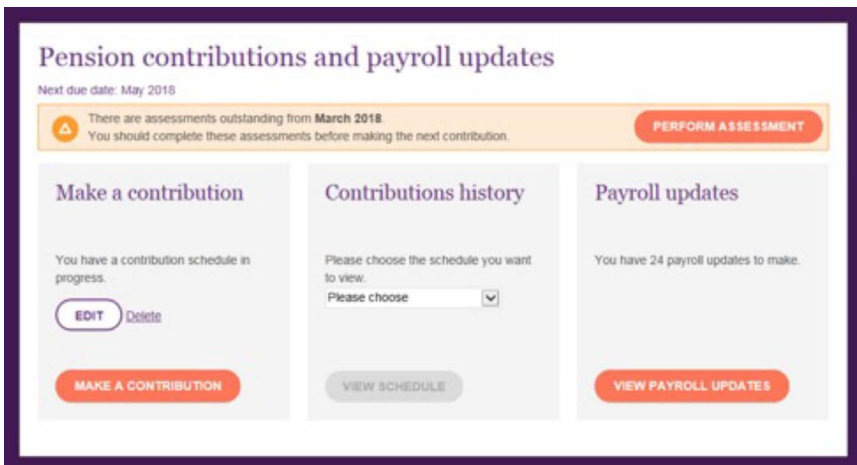 Pension contributions and payroll updates
Next due date: May 2018
There are assessments outstanding from March 2018.
You should complete these assessments before making the next contribution.
PERFORM ASSESSMENT
Make a contribution
You have a contribution schedule in
progress.
EDIT Delete
MAKE A CONTRIBUTION
Contributions history
Please choose the schedule you want
to view.
Please choose
VIEW SCHEDULE
Payroll updates
You have 24 payroll updates to make.
VIEW PAYROLL UPDATES